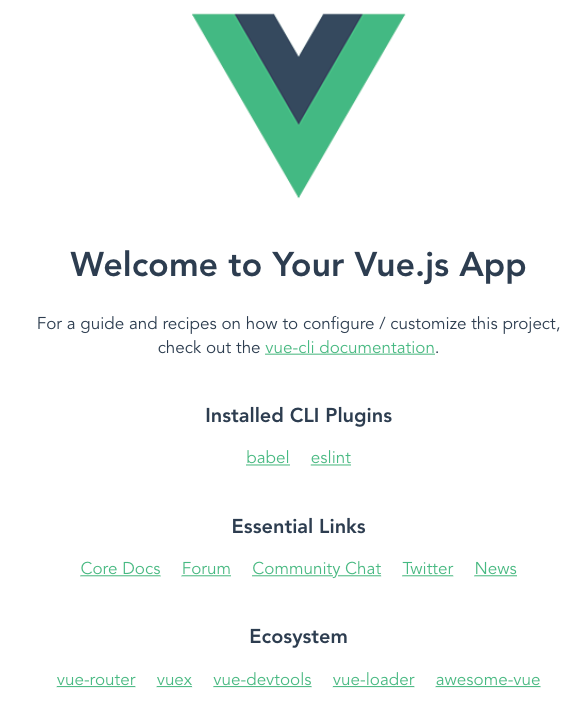 Welcome to Your Vue.js App
For a guide and recipes on how to configure / customize this project,
check out the vue-cli documentation.
Installed CLI Plugins
babel eslint
Essential Links
Core Docs Forum Community Chat Twitter News
Ecosystem
vue-router vuex vue-devtools vue-loader awesome-vue